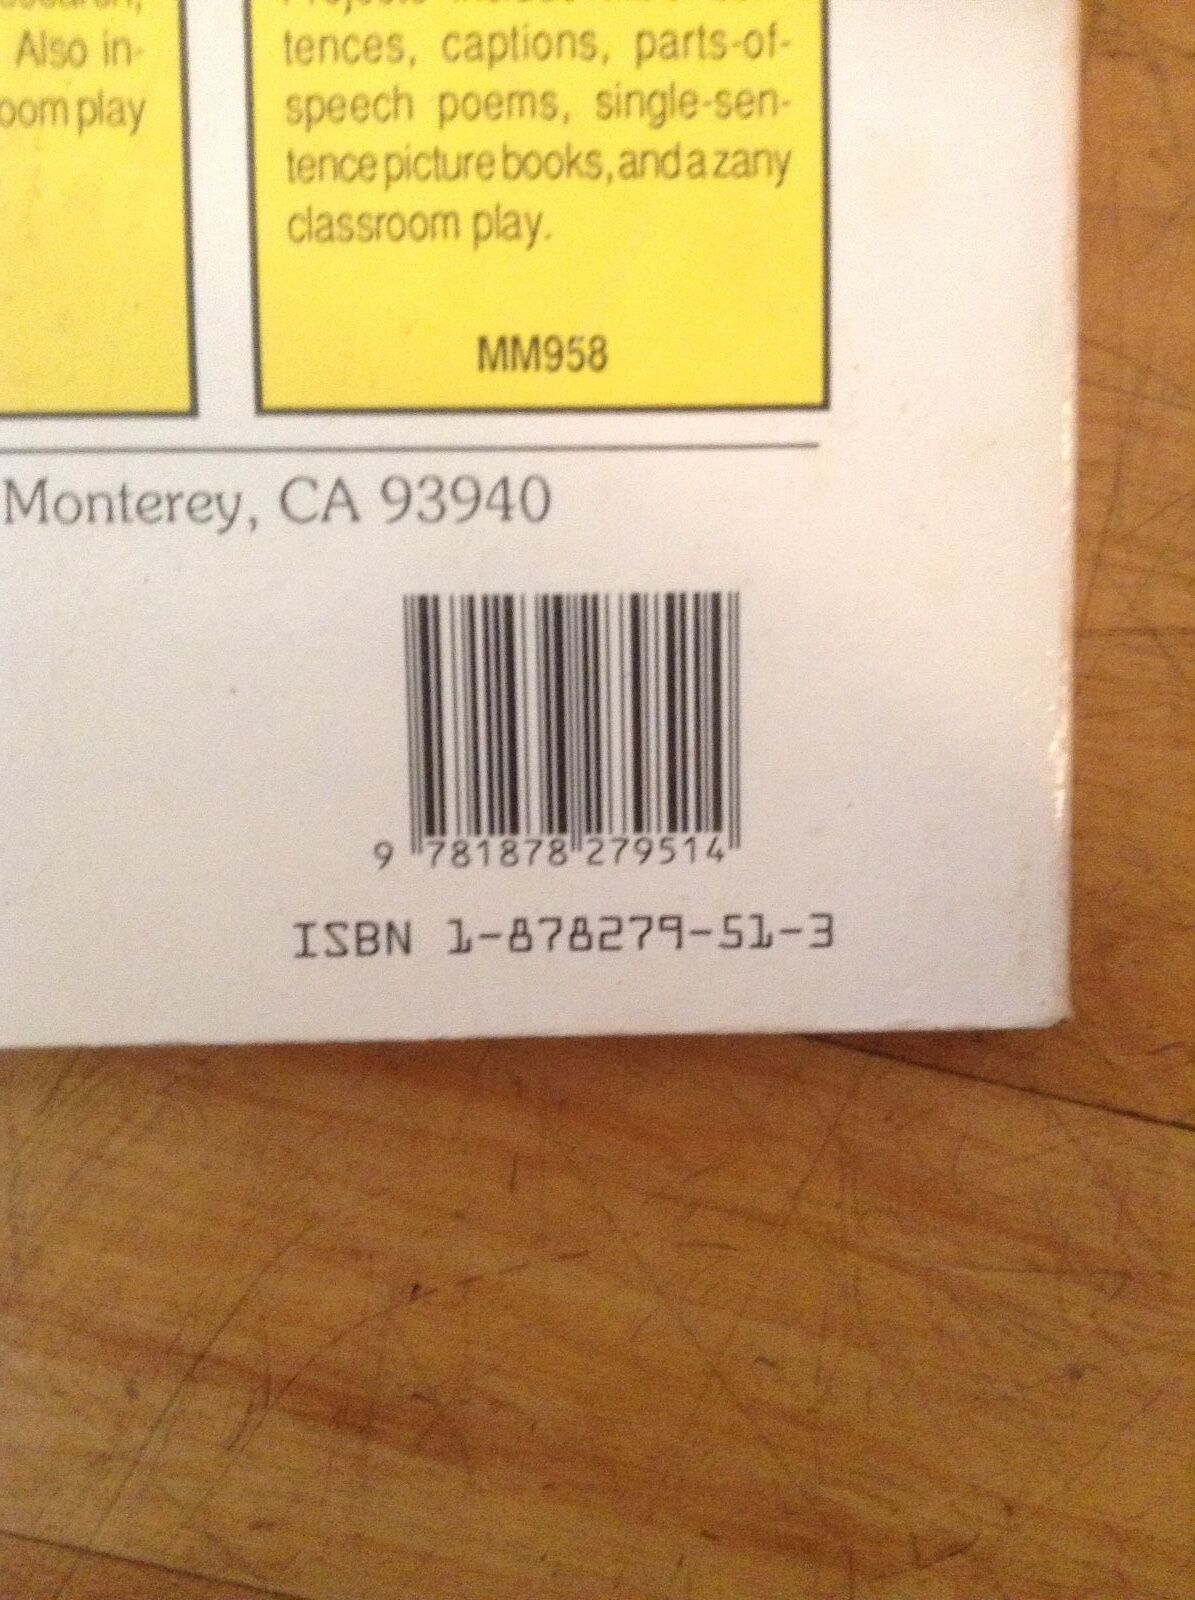 Also in-
play
tences, captions, parts-of-
speech poems, single-sen-
tence picture books, and a zany
classroom play.
MM958
Monterey, CA 93940
9 781878 279514
ISBN 1-878279-51-3